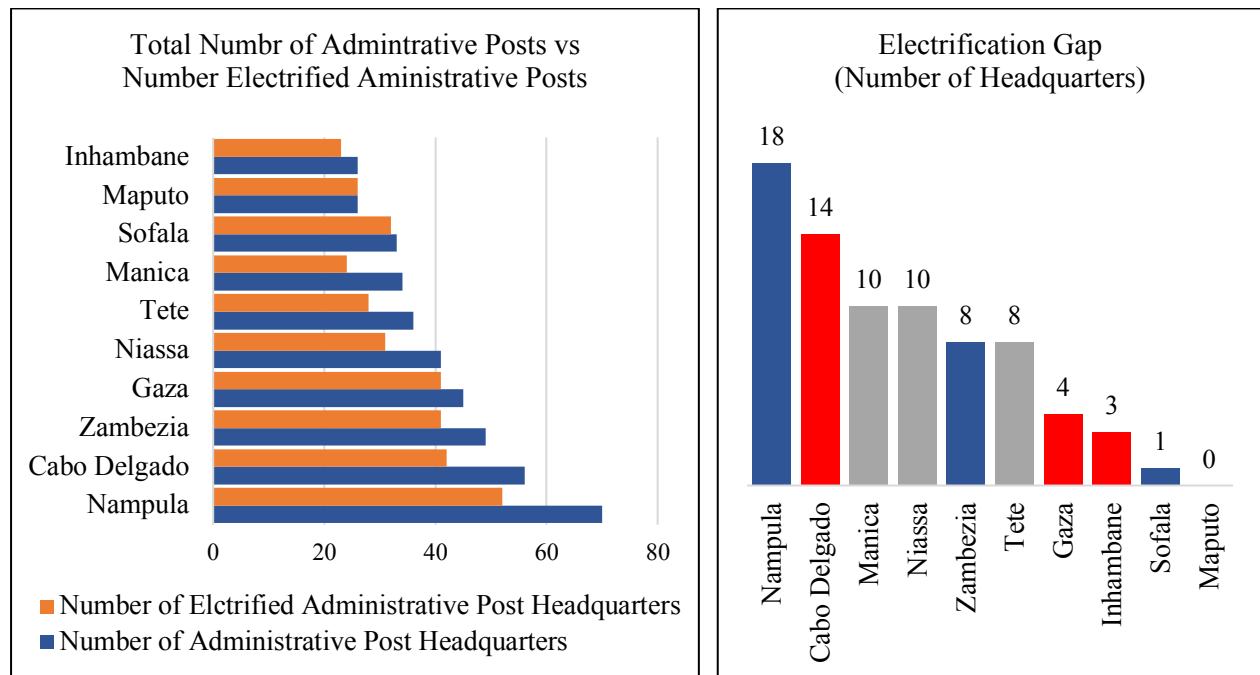 Total Numbr of Admintrative Posts vs
Number Electrified Aministrative Posts
Inhambane
Maputo
Sofala
Manica
Tete
Niassa
Gaza
Zambezia
Cabo Delgado
Nampula
0 20 40 60 80
Number of Elctrified Administrative Post Headquarters
Number of Administrative Post Headquarters
Electrification Gap
(Number of Headquarters)
18
14
10
10
8
8
4
3
1
0
Nampula
Cabo Delgado
Manica
Niassa
Zambezia
Tete
Gaza
Inhambane
Sofala
Maputo